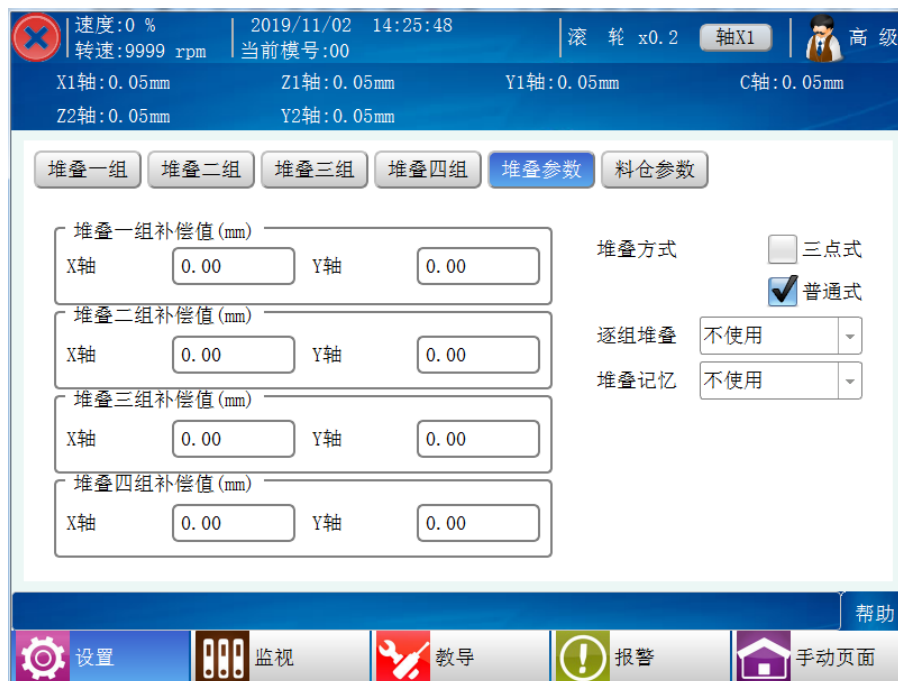 速度:0 % 2019/11/02 14:25:48 滚 轮 x0.2 轴X1 高 级
转速:9999 rpm 当前模号:00
X1轴:0.05mm Z1轴:0.05mm Y1轴:0.05mm C轴:0.05mm
Z2轴:0.05mm Y2轴:0.05mm
堆叠一组 堆叠二组 堆叠三组 堆叠四组 堆叠参数 料仓参数
堆叠一组补偿值(mm)
X轴 0.00 Y轴 0.00
堆叠二组补偿值(mm)
X轴 0.00 Y轴 0.00
堆叠三组补偿值(mm)
X轴 0.00 Y轴 0.00
堆叠四组补偿值(mm)
X轴 0.00 Y轴 0.00
堆叠方式 三点式
普通式
逐组堆叠 不使用
堆叠记忆 不使用
帮助
设置 监视 教导 报警 手动页面